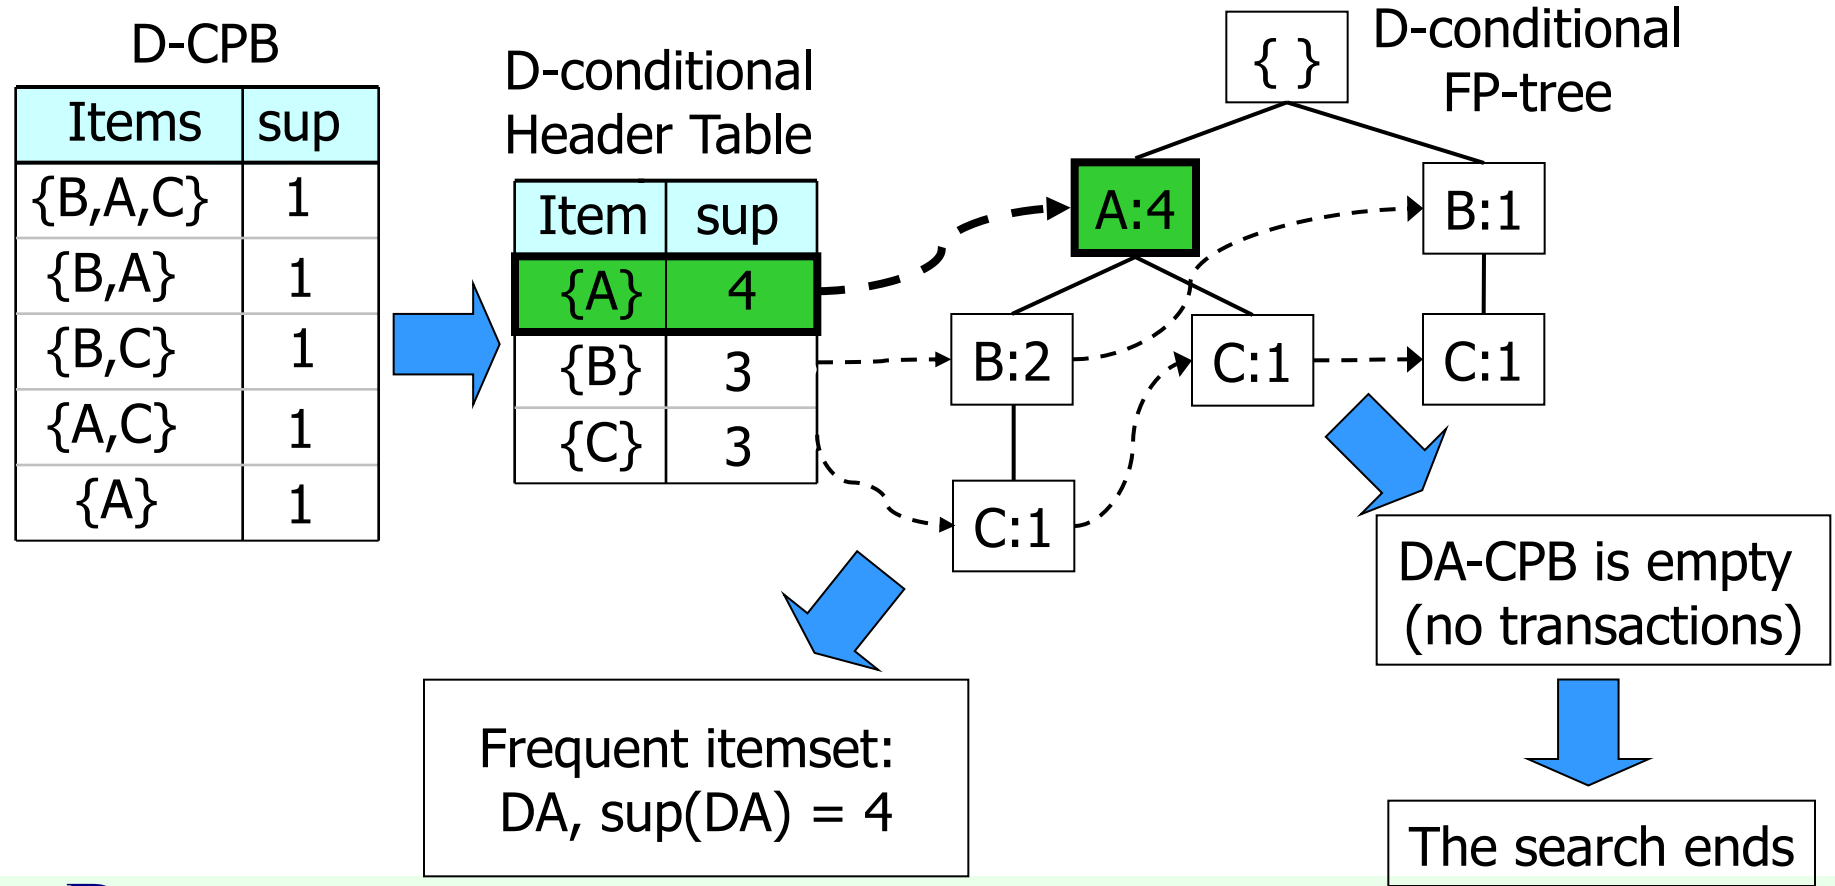 D-CPB
Items sup
{B,A,C} 1
{B,A} 1
{B,C} 1
{A,C} 1
{A} 1
D-conditional
Header Table
Item sup
{A} 4
{B} 3
{C} 3
D-conditional
FP-tree
{ }
A:4
B:1
B:2
C:1
C:1
C:1
Frequent itemset:
DA, sup(DA) = 4
DA-CPB is empty
(no transactions)
The search ends